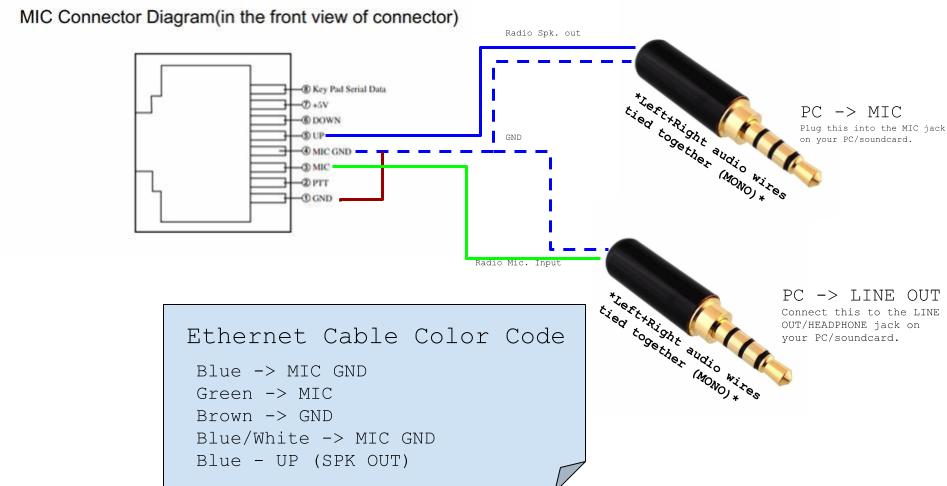 MIC Connector Diagram(in the front view of connector)
Radio Spk. out
⑧ Key Pad Serial Data
⑦ +5V
⑥ DOWN
⑤ UP
④ MIC GND
③ MIC
② PTT
① GND
GND
*Left+Right audio wires
tied together (MONO)*
PC -> MIC
Plug this into the MIC jack
on your PC/soundcard.
Radio Mic. Input
*Left+Right audio wires
tied together (MONO)*
PC -> LINE OUT
Connect this to the LINE
OUT/HEADPHONE jack on
your PC/soundcard.
Ethernet Cable Color Code
Blue -> MIC GND
Green -> MIC
Brown -> GND
Blue/White -> MIC GND
Blue - UP (SPK OUT)